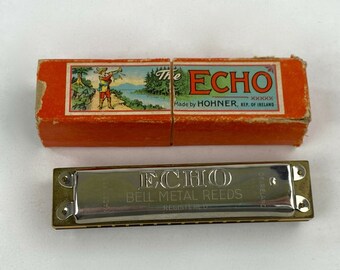 The ECHO
Made by HOHNER, REP. OF IRELAND
ECHO
BELL METAL REEDS